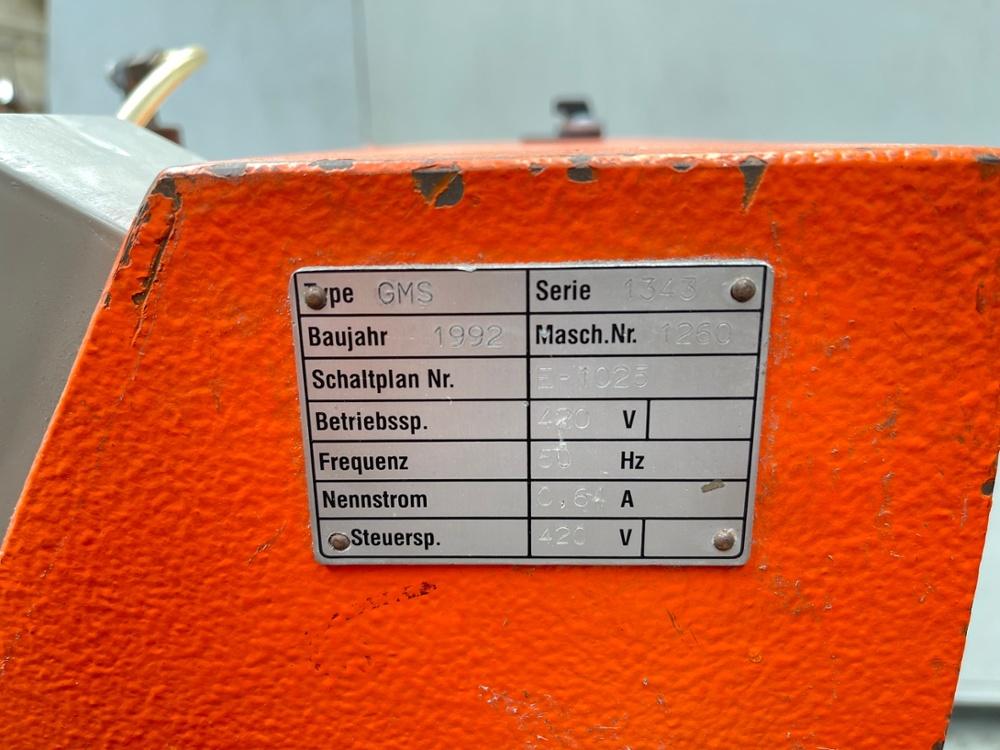 Type GMS Serie 1343
Baujahr 1992 Masch.Nr. 1260
Schaltplan Nr. E-1025
Betriebssp. 420 V
Frequenz 50 Hz
Nennstrom 0,64 A
Steuersp. 420 V